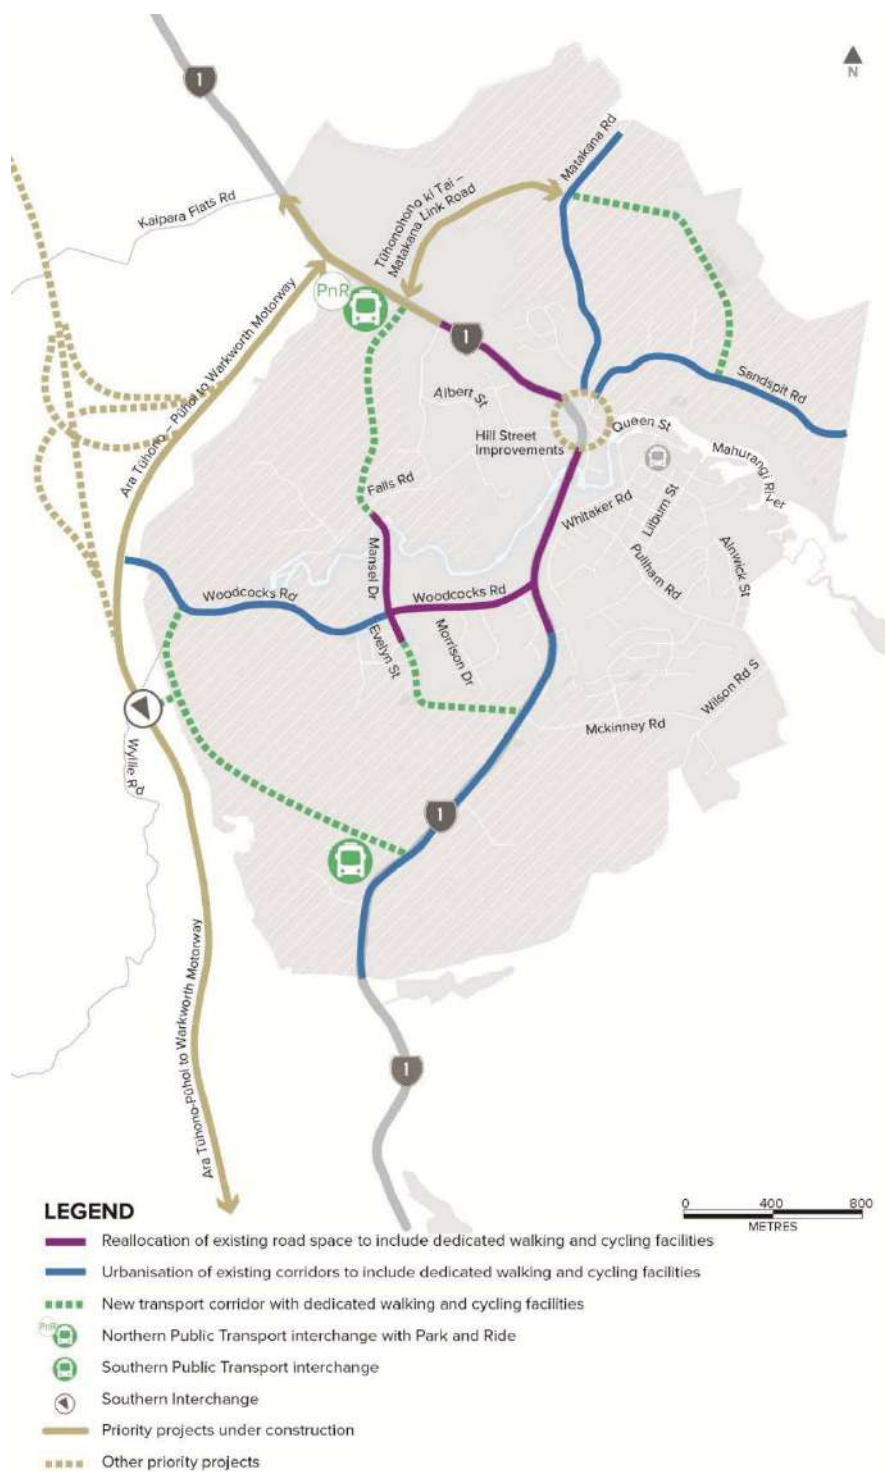 1
N
Matakana Rd
Tūhonohono ki Tai –
Matakana Link Road
Kaipara Flats Rd
PnR
Ara Tūhono – Pūhoi to Warkworth Motorway
1
Sandspit Rd
Albert St
Hill Street
Improvements
Queen St
Mahurangi River
Falls Rd
Whitaker Rd
Lilburn St
Pullham Rd
Alnwick St
Mansel Dr
Woodcocks Rd
Woodcocks Rd
Evelyn St
Morrison Dr
Wilson Rd S
Mckinney Rd
Wyllie Rd
1
Ara Tūhono-Pūhoi to Warkworth Motorway
1
LEGEND
0 400 800
METRES
Reallocation of existing road space to include dedicated walking and cycling facilities
Urbanisation of existing corridors to include dedicated walking and cycling facilities
New transport corridor with dedicated walking and cycling facilities
PnR Northern Public Transport interchange with Park and Ride
Southern Public Transport interchange
Southern Interchange
Priority projects under construction
Other priority projects